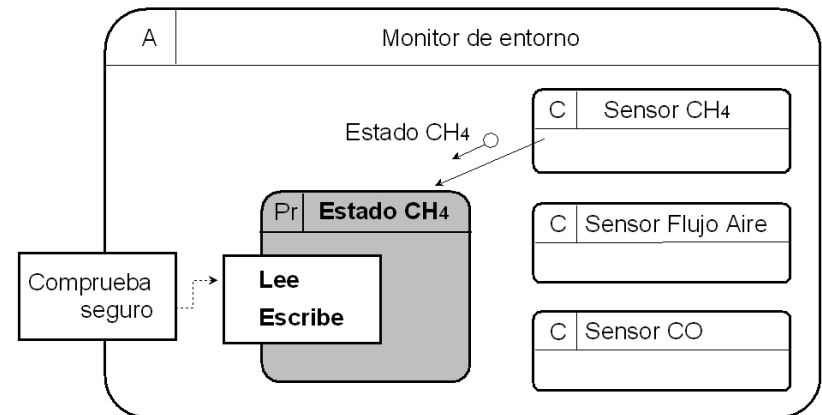 A Monitor de entorno
C Sensor CH4
Estado CH4
Pr Estado CH4
C Sensor Flujo Aire
Lee
Escribe
Comprueba
seguro
C Sensor CO